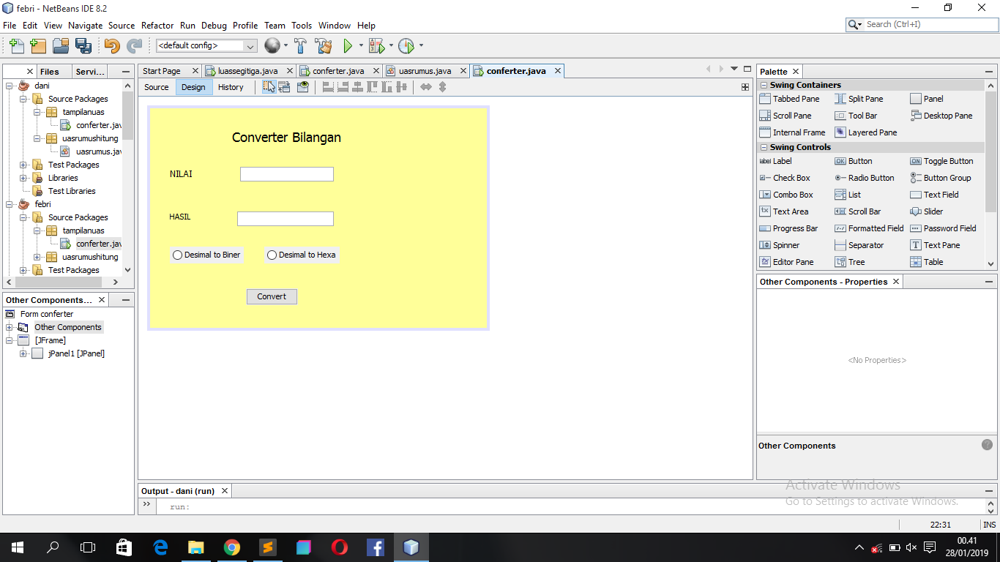 febri - NetBeans IDE 8.2
File Edit View Navigate Source Refactor Run Debug Profile Team Tools Window Help
Search (Ctrl+I)
<default config>
Files Servi...
dani
Source Packages
tampilanuas
conferter.jav
uasrumushitung
uasrumus.jav
Test Packages
Libraries
Test Libraries
febri
Source Packages
tampilanuas
conferter.jav
uasrumushitung
Test Packages
Other Components...
Form conferter
Other Components
[JFrame]
jPanel1 [JPanel]
Start Page luassegitiga.java conferter.java uasrumus.java conferter.java
Source Design History
Converter Bilangan
NILAI
HASIL
Desimal to Biner Desimal to Hexa
Convert
Output - dani (run)
run:
Palette
Swing Containers
Tabbed Pane Split Pane Panel
Scroll Pane Tool Bar Desktop Pane
Internal Frame Layered Pane
Swing Controls
label Label OK Button ON Toggle Button
Check Box Radio Button Button Group
Combo Box List Text Field
Text Area Scroll Bar Slider
Progress Bar Formatted Field Password Field
Spinner Separator Text Pane
Editor Pane Tree Table
Other Components - Properties
<No Properties>
Other Components
Activate Windows
Go to Settings to activate Windows.
22:31 INS
00.41
28/01/2019